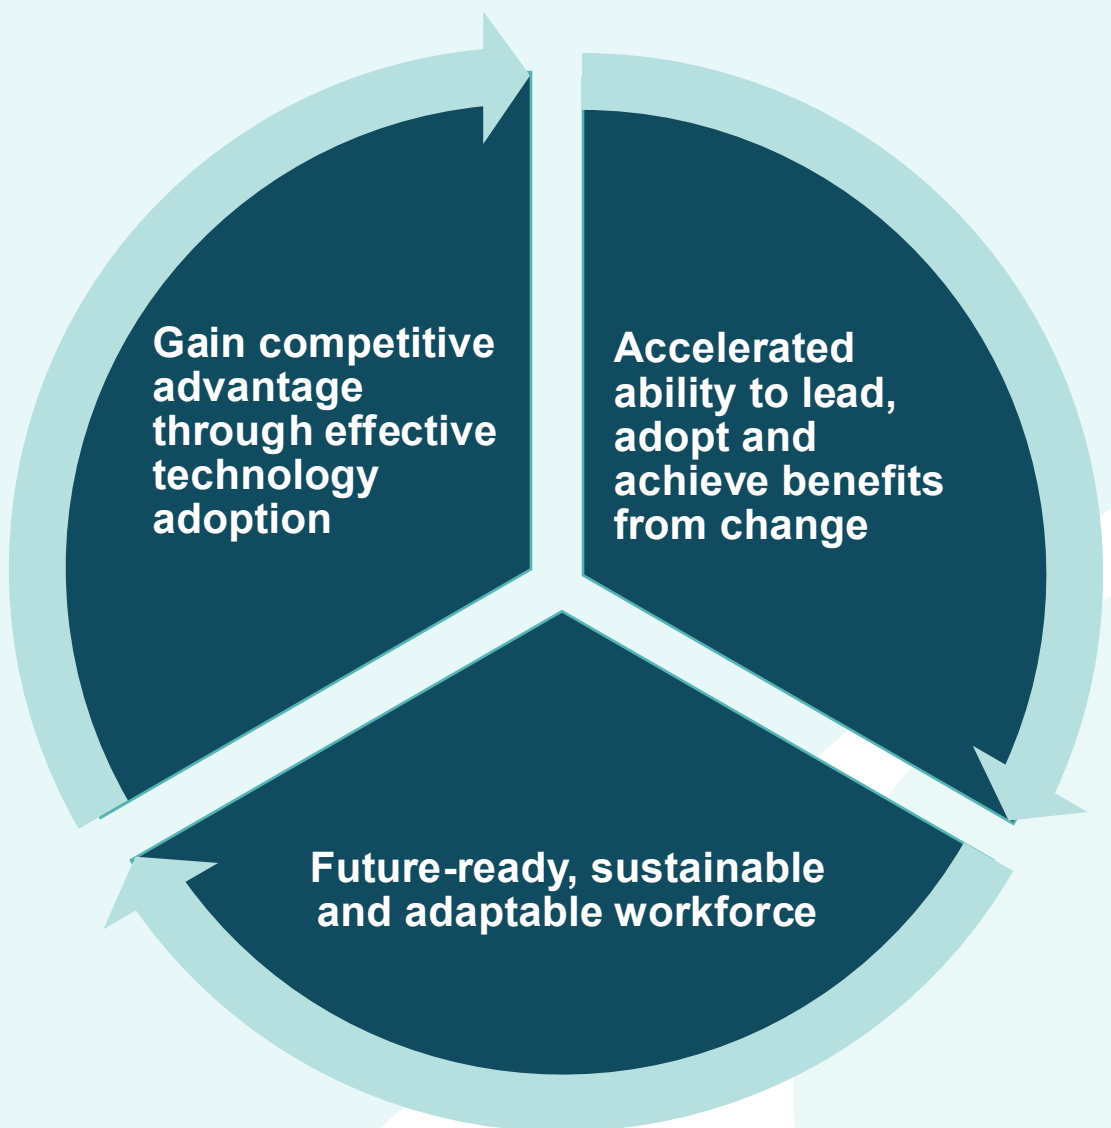 Gain competitive
advantage
through effective
technology
adoption
Accelerated
ability to lead,
adopt and
achieve benefits
from change
Future-ready, sustainable
and adaptable workforce